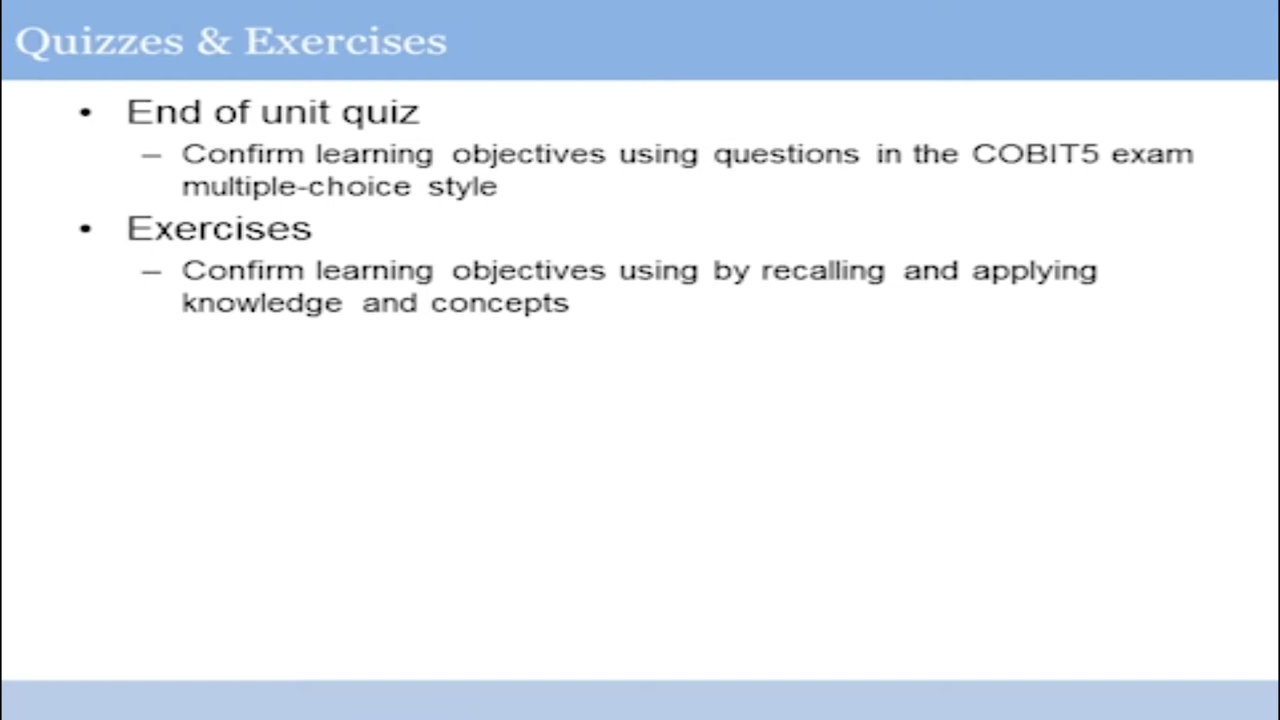 Quizzes & Exercises
• End of unit quiz
– Confirm learning objectives using questions in the COBIT5 exam
multiple-choice style
• Exercises
– Confirm learning objectives using by recalling and applying
knowledge and concepts